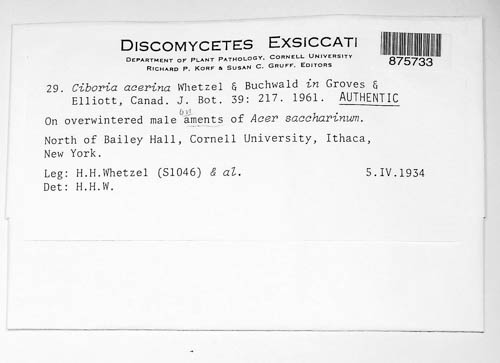 DISCOMYCETES EXSICCATI
DEPARTMENT OF PLANT PATHOLOGY, CORNELL UNIVERSITY
RICHARD P. KORF & SUSAN C. GRUFF, EDITORS
875733
29. Ciboria acerina Whetzel & Buchwald in Groves &
Elliott, Canad. J. Bot. 39: 217. 1961. AUTHENTIC
On overwintered male aments of Acer saccharinum.
North of Bailey Hall, Cornell University, Ithaca,
New York.
Leg: H.H.Whetzel (S1046) & al. 5.IV.1934
Det: H.H.W.